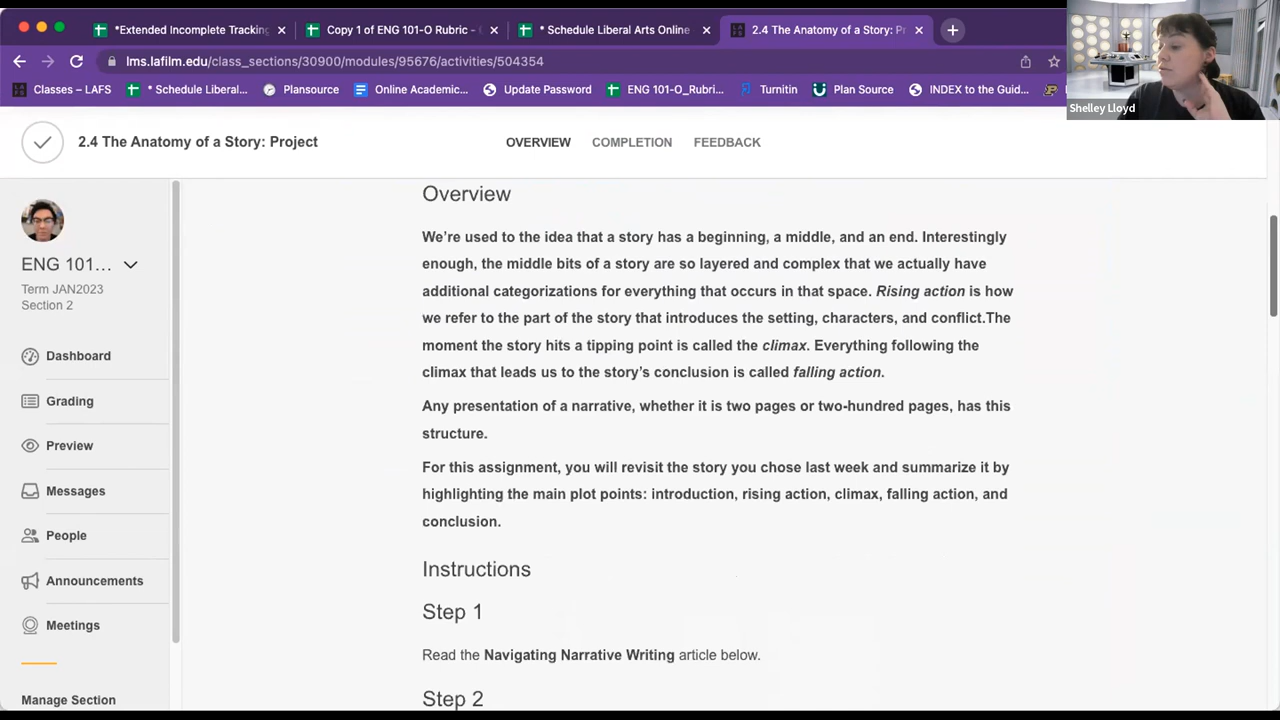 *Extended Incomplete Tracking
Copy 1 of ENG 101-O Rubric -
* Schedule Liberal Arts Online
2.4 The Anatomy of a Story: Pr
lms.lafilm.edu/class_sections/30900/modules/95676/activities/504354
Classes – LAFS
* Schedule Liberal...
Plansource
Online Academic...
Update Password
ENG 101-O_Rubri...
Turnitin
Plan Source
INDEX to the Guid...
Shelley Lloyd
2.4 The Anatomy of a Story: Project
OVERVIEW
COMPLETION
FEEDBACK
ENG 101...
Term JAN2023
Section 2
Dashboard
Grading
Preview
Messages
People
Announcements
Meetings
Manage Section
Overview
We're used to the idea that a story has a beginning, a middle, and an end. Interestingly
enough, the middle bits of a story are so layered and complex that we actually have
additional categorizations for everything that occurs in that space. Rising action is how
we refer to the part of the story that introduces the setting, characters, and conflict.The
moment the story hits a tipping point is called the climax. Everything following the
climax that leads us to the story's conclusion is called falling action.
Any presentation of a narrative, whether it is two pages or two-hundred pages, has this
structure.
For this assignment, you will revisit the story you chose last week and summarize it by
highlighting the main plot points: introduction, rising action, climax, falling action, and
conclusion.
Instructions
Step 1
Read the Navigating Narrative Writing article below.
Step 2